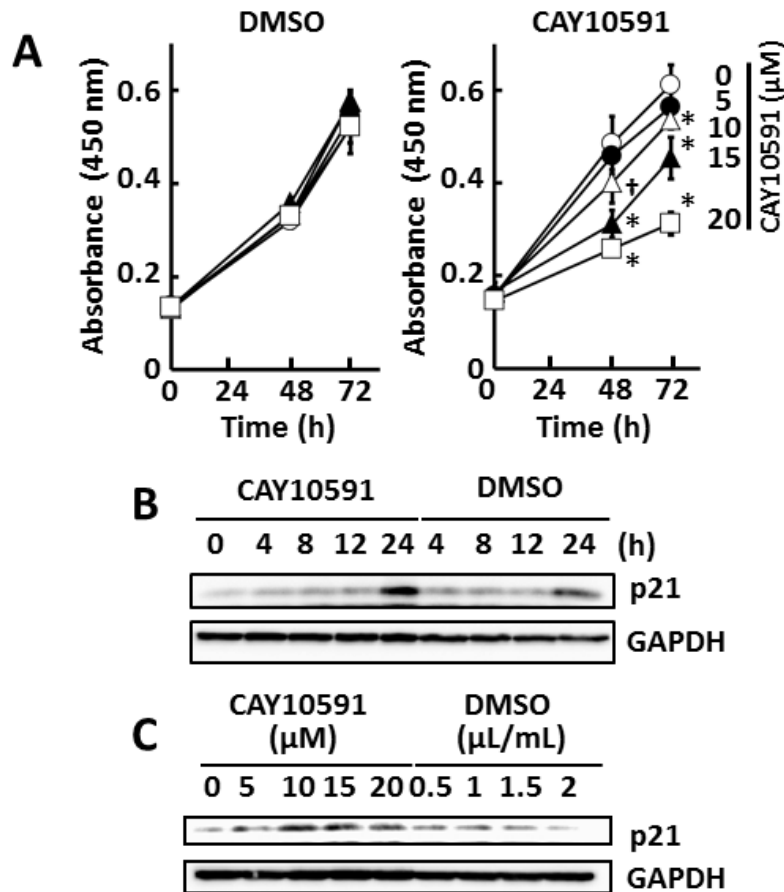 DMSO
CAY10591
A
Absorbance (450 nm)
0.6
0.4
0.2
0
0 24 48 72
Time (h)
Absorbance (450 nm)
0.6
0.4
0.2
0
0 24 48 72
Time (h)
†
*
*
*
*
*
0
5
10
15
20
CAY10591 (μM)
B
CAY10591 DMSO
0 4 8 12 24 4 8 12 24 (h)
p21
GAPDH
C
CAY10591 DMSO
(μM) (μL/mL)
0 5 10 15 20 0.5 1 1.5 2
p21
GAPDH